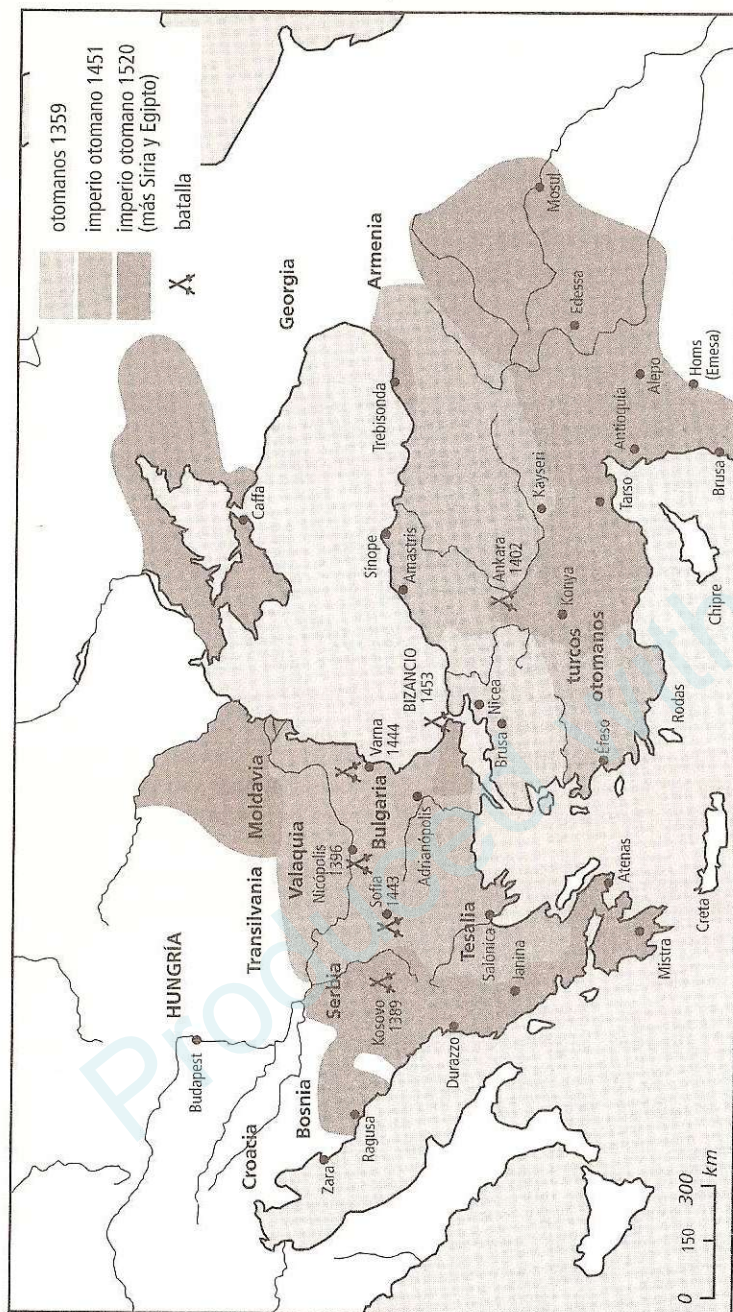 otomanos 1359
imperio otomano 1451
imperio otomano 1520
(más Siria y Egipto)
batalla
HUNGRÍA
Budapest
Transilvania
Moldavia
Croacia
Zara
Bosnia
Ragusa
Serbia
Kosovo
1389
Valaquia
Nicópolis
1396
Sofía
1443
Bulgaria
Varna
1444
Adrianópolis
Durazzo
Janina
Tesalia
Salónica
Atenas
Mistra
Creta
Caffa
Georgia
Armenia
Trebisonda
Sínope
Amastris
BIZANCIO
1453
Nicea
Brusa
Ankara
1402
Kayseri
Konya
turcos
otomanos
Éfeso
Rodas
Tarso
Chipre
Antioquía
Alepo
Homs
(Emesa)
Brusa
Edessa
Mosul
0 150 300 km
Produced with